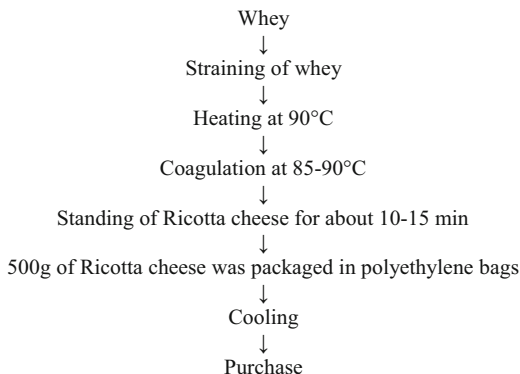 Whey
↓
Straining of whey
↓
Heating at 90°C
↓
Coagulation at 85-90°C
↓
Standing of Ricotta cheese for about 10-15 min
↓
500g of Ricotta cheese was packaged in polyethylene bags
↓
Cooling
↓
Purchase